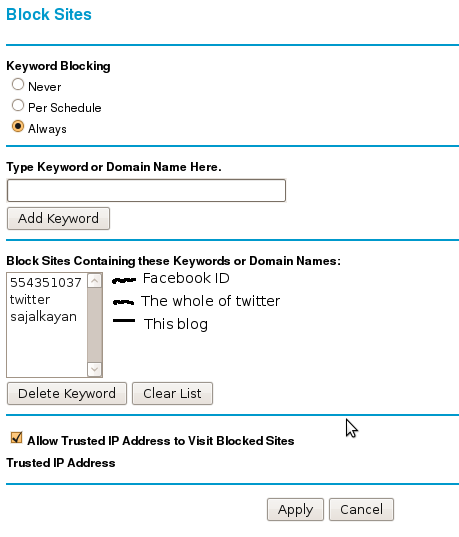 Block Sites
Keyword Blocking
Never
Per Schedule
Always
Type Keyword or Domain Name Here.
Add Keyword
Block Sites Containing these Keywords or Domain Names:
554351037 Facebook ID
twitter The whole of twitter
sajalkayan This blog
Delete Keyword Clear List
Allow Trusted IP Address to Visit Blocked Sites
Trusted IP Address
Apply Cancel